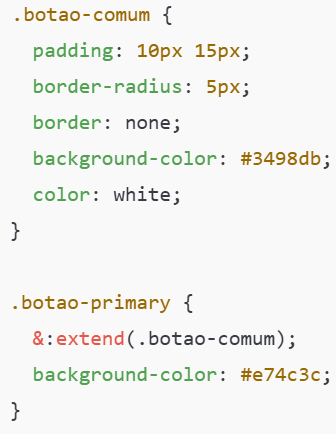 .botao-comum {
  padding: 10px 15px;
  border-radius: 5px;
  border: none;
  background-color: #3498db;
  color: white;
}

.botao-primary {
  &:extend(.botao-comum);
  background-color: #e74c3c;
}